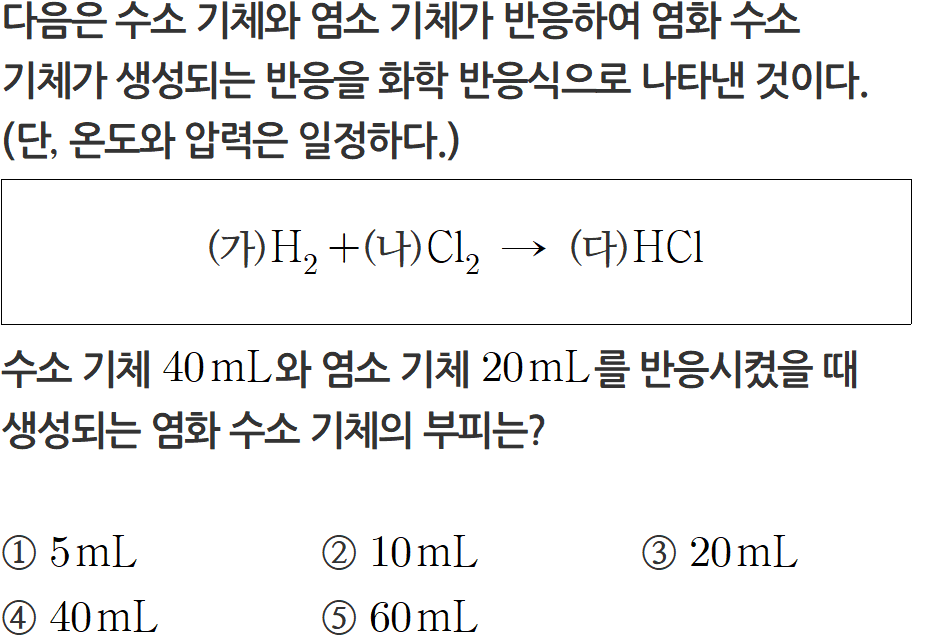 다음은 수소 기체와 염소 기체가 반응하여 염화 수소
기체가 생성되는 반응을 화학 반응식으로 나타낸 것이다.
(단, 온도와 압력은 일정하다.)
(가)H₂ +(나)Cl₂ → (다)HCl
수소 기체 40 mL와 염소 기체 20 mL를 반응시켰을 때
생성되는 염화 수소 기체의 부피는?
① 5 mL ② 10 mL ③ 20 mL
④ 40 mL ⑤ 60 mL